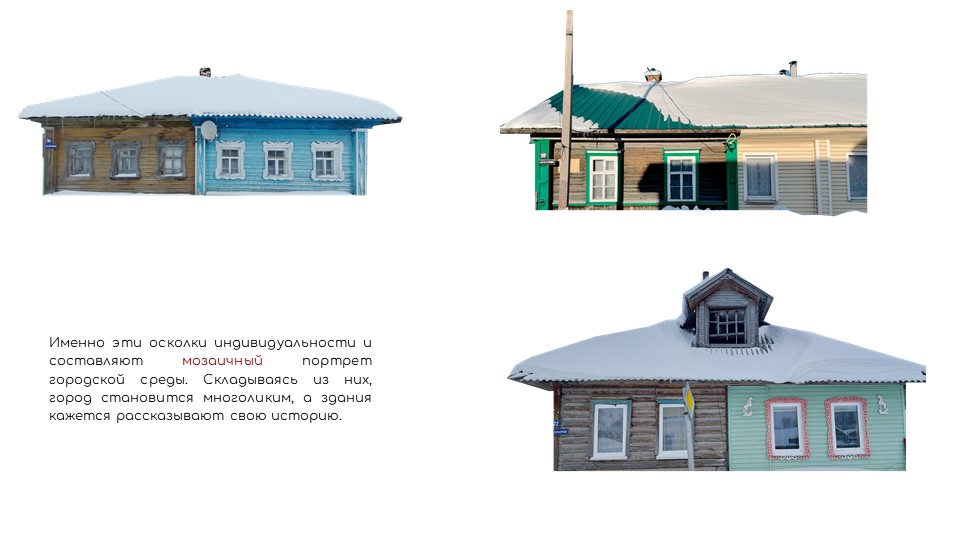 Именно эти осколки индивидуальности и
составляют мозаичный портрет
городской среды. Складываясь из них,
город становится многоликим, а здания
кажется рассказывают свою историю.